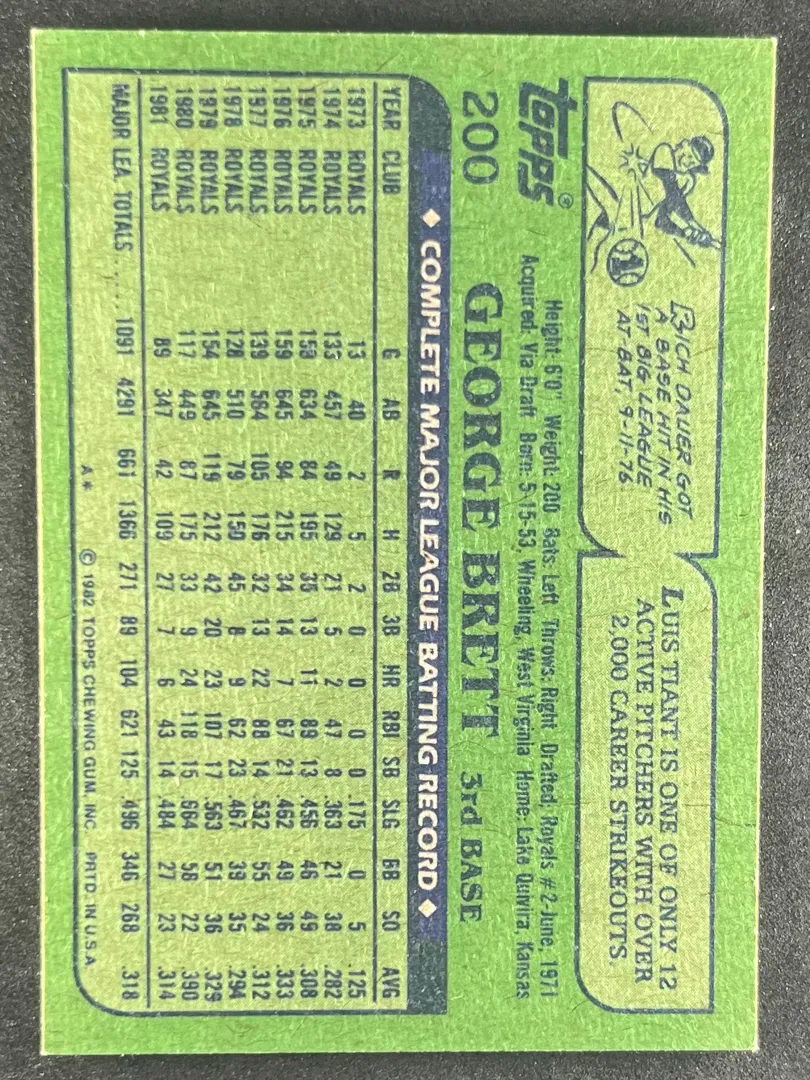 1
RICH DAUER GOT
A BASE HIT IN HIS
1ST BIG LEAGUE
AT-BAT, 9-11-76
LUIS TIANT IS ONE OF ONLY 12
ACTIVE PITCHERS WITH OVER
2,000 CAREER STRIKEOUTS.
topps®
Height: 6'0" Weight: 200 Bats: Left Throws: Right Drafted, Royals #2-June, 1971
Acquired: Via Draft Born: 5-15-53, Wheeling, West Virginia Home: Lake Quivira, Kansas
200 GEORGE BRETT 3rd BASE
◆ COMPLETE MAJOR LEAGUE BATTING RECORD ◆
YEAR CLUB G AB R H 2B 3B HR RBI SB SLG BB SO AVG
1973 ROYALS 13 40 2 5 2 0 0 0 0 .175 0 5 .125
1974 ROYALS 133 457 49 129 21 5 2 47 8 .363 21 38 .282
1975 ROYALS 159 634 84 195 35 13 11 89 13 .456 46 49 .308
1976 ROYALS 159 645 94 215 34 14 7 67 21 .462 49 36 .333
1977 ROYALS 139 564 105 176 32 13 22 88 14 .532 55 24 .312
1978 ROYALS 128 510 79 150 45 8 9 62 23 .467 39 35 .294
1979 ROYALS 154 645 119 212 42 20 23 107 17 .563 51 36 .329
1980 ROYALS 117 449 87 175 33 9 24 118 15 .664 58 22 .390
1981 ROYALS 89 347 42 109 27 7 6 43 14 .484 27 23 .314
MAJOR LEA. TOTALS ..... 1091 4291 661 1366 271 89 104 621 125 .496 346 268 .318
A* © 1982 TOPPS CHEWING GUM, INC. PRTD. IN U.S.A.